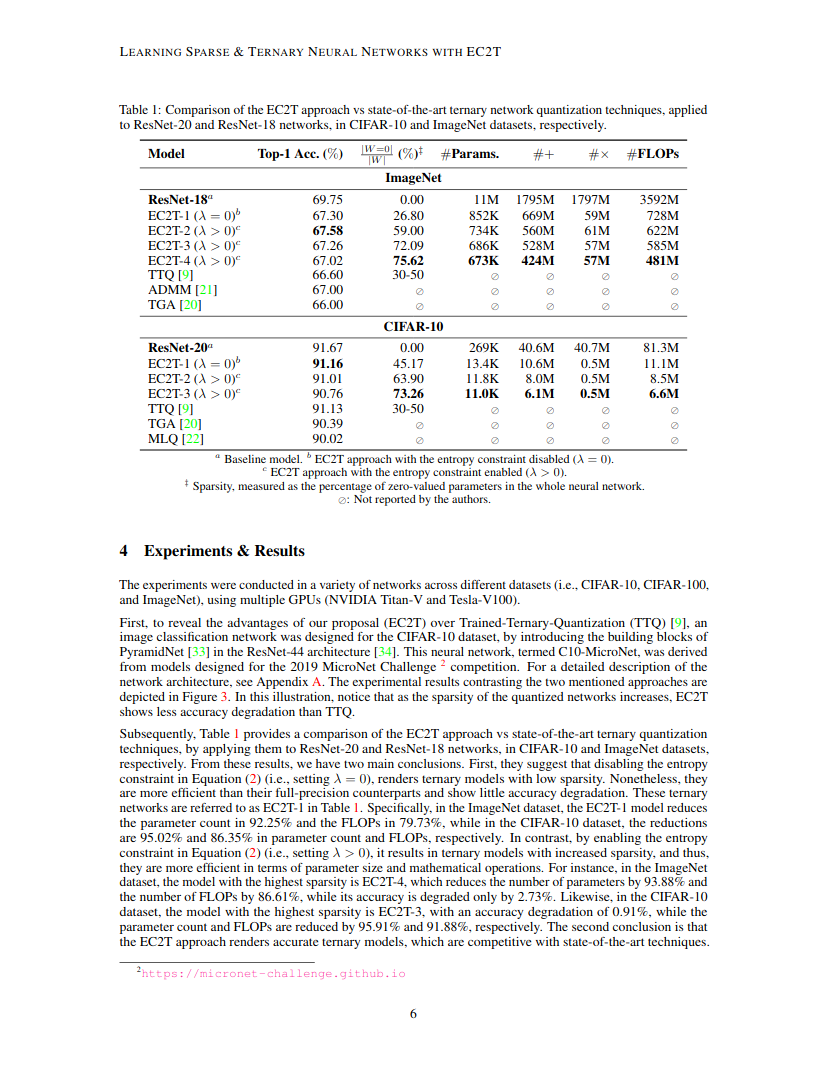 LEARNING SPARSE & TERNARY NEURAL NETWORKS WITH EC2T
Table 1: Comparison of the EC2T approach vs state-of-the-art ternary network quantization techniques, applied
to ResNet-20 and ResNet-18 networks, in CIFAR-10 and ImageNet datasets, respectively.
Model Top-1 Acc. (%) |W=0|/|W| (%)‡ #Params. #+ #× #FLOPs
ImageNet
ResNet-18ᵃ 69.75 0.00 11M 1795M 1797M 3592M
EC2T-1 (λ = 0)ᵇ 67.30 26.80 852K 669M 59M 728M
EC2T-2 (λ > 0)ᶜ 67.58 59.00 734K 560M 61M 622M
EC2T-3 (λ > 0)ᶜ 67.26 72.09 686K 528M 57M 585M
EC2T-4 (λ > 0)ᶜ 67.02 75.62 673K 424M 57M 481M
TTQ [9] 66.60 30-50 ⊘ ⊘ ⊘ ⊘
ADMM [21] 67.00 ⊘ ⊘ ⊘ ⊘ ⊘
TGA [20] 66.00 ⊘ ⊘ ⊘ ⊘ ⊘
CIFAR-10
ResNet-20ᵃ 91.67 0.00 269K 40.6M 40.7M 81.3M
EC2T-1 (λ = 0)ᵇ 91.16 45.17 13.4K 10.6M 0.5M 11.1M
EC2T-2 (λ > 0)ᶜ 91.01 63.90 11.8K 8.0M 0.5M 8.5M
EC2T-3 (λ > 0)ᶜ 90.76 73.26 11.0K 6.1M 0.5M 6.6M
TTQ [9] 91.13 30-50 ⊘ ⊘ ⊘ ⊘
TGA [20] 90.39 ⊘ ⊘ ⊘ ⊘ ⊘
MLQ [22] 90.02 ⊘ ⊘ ⊘ ⊘ ⊘
ᵃ Baseline model. ᵇ EC2T approach with the entropy constraint disabled (λ = 0).
ᶜ EC2T approach with the entropy constraint enabled (λ > 0).
‡ Sparsity, measured as the percentage of zero-valued parameters in the whole neural network.
⊘: Not reported by the authors.
4 Experiments & Results
The experiments were conducted in a variety of networks across different datasets (i.e., CIFAR-10, CIFAR-100,
and ImageNet), using multiple GPUs (NVIDIA Titan-V and Tesla-V100).
First, to reveal the advantages of our proposal (EC2T) over Trained-Ternary-Quantization (TTQ) [9], an
image classification network was designed for the CIFAR-10 dataset, by introducing the building blocks of
PyramidNet [33] in the ResNet-44 architecture [34]. This neural network, termed C10-MicroNet, was derived
from models designed for the 2019 MicroNet Challenge ² competition. For a detailed description of the
network architecture, see Appendix A. The experimental results contrasting the two mentioned approaches are
depicted in Figure 3. In this illustration, notice that as the sparsity of the quantized networks increases, EC2T
shows less accuracy degradation than TTQ.
Subsequently, Table 1 provides a comparison of the EC2T approach vs state-of-the-art ternary quantization
techniques, by applying them to ResNet-20 and ResNet-18 networks, in CIFAR-10 and ImageNet datasets,
respectively. From these results, we have two main conclusions. First, they suggest that disabling the entropy
constraint in Equation (2) (i.e., setting λ = 0), renders ternary models with low sparsity. Nonetheless, they
are more efficient than their full-precision counterparts and show little accuracy degradation. These ternary
networks are referred to as EC2T-1 in Table 1. Specifically, in the ImageNet dataset, the EC2T-1 model reduces
the parameter count in 92.25% and the FLOPs in 79.73%, while in the CIFAR-10 dataset, the reductions
are 95.02% and 86.35% in parameter count and FLOPs, respectively. In contrast, by enabling the entropy
constraint in Equation (2) (i.e., setting λ > 0), it results in ternary models with increased sparsity, and thus,
they are more efficient in terms of parameter size and mathematical operations. For instance, in the ImageNet
dataset, the model with the highest sparsity is EC2T-4, which reduces the number of parameters by 93.88% and
the number of FLOPs by 86.61%, while its accuracy is degraded only by 2.73%. Likewise, in the CIFAR-10
dataset, the model with the highest sparsity is EC2T-3, with an accuracy degradation of 0.91%, while the
parameter count and FLOPs are reduced by 95.91% and 91.88%, respectively. The second conclusion is that
the EC2T approach renders accurate ternary models, which are competitive with state-of-the-art techniques.
²https://micronet-challenge.github.io
6